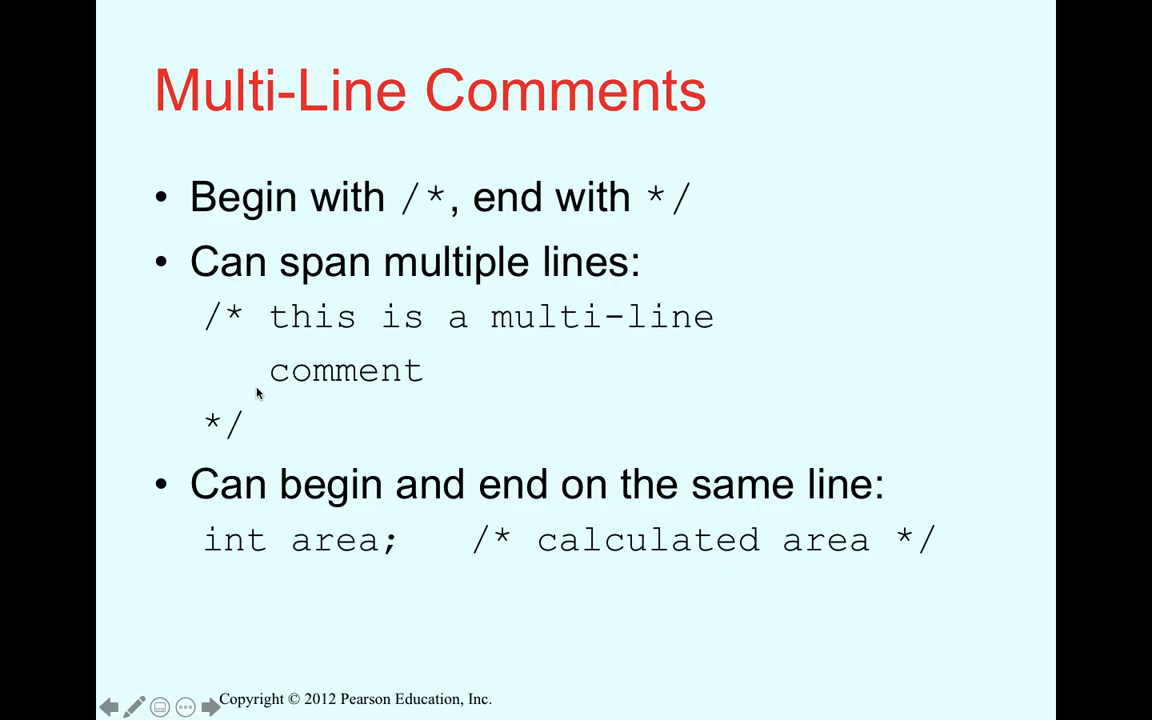 Multi-Line Comments
• Begin with /*, end with */
• Can span multiple lines:
/* this is a multi-line
comment
*/
• Can begin and end on the same line:
int area; /* calculated area */
Copyright © 2012 Pearson Education, Inc.